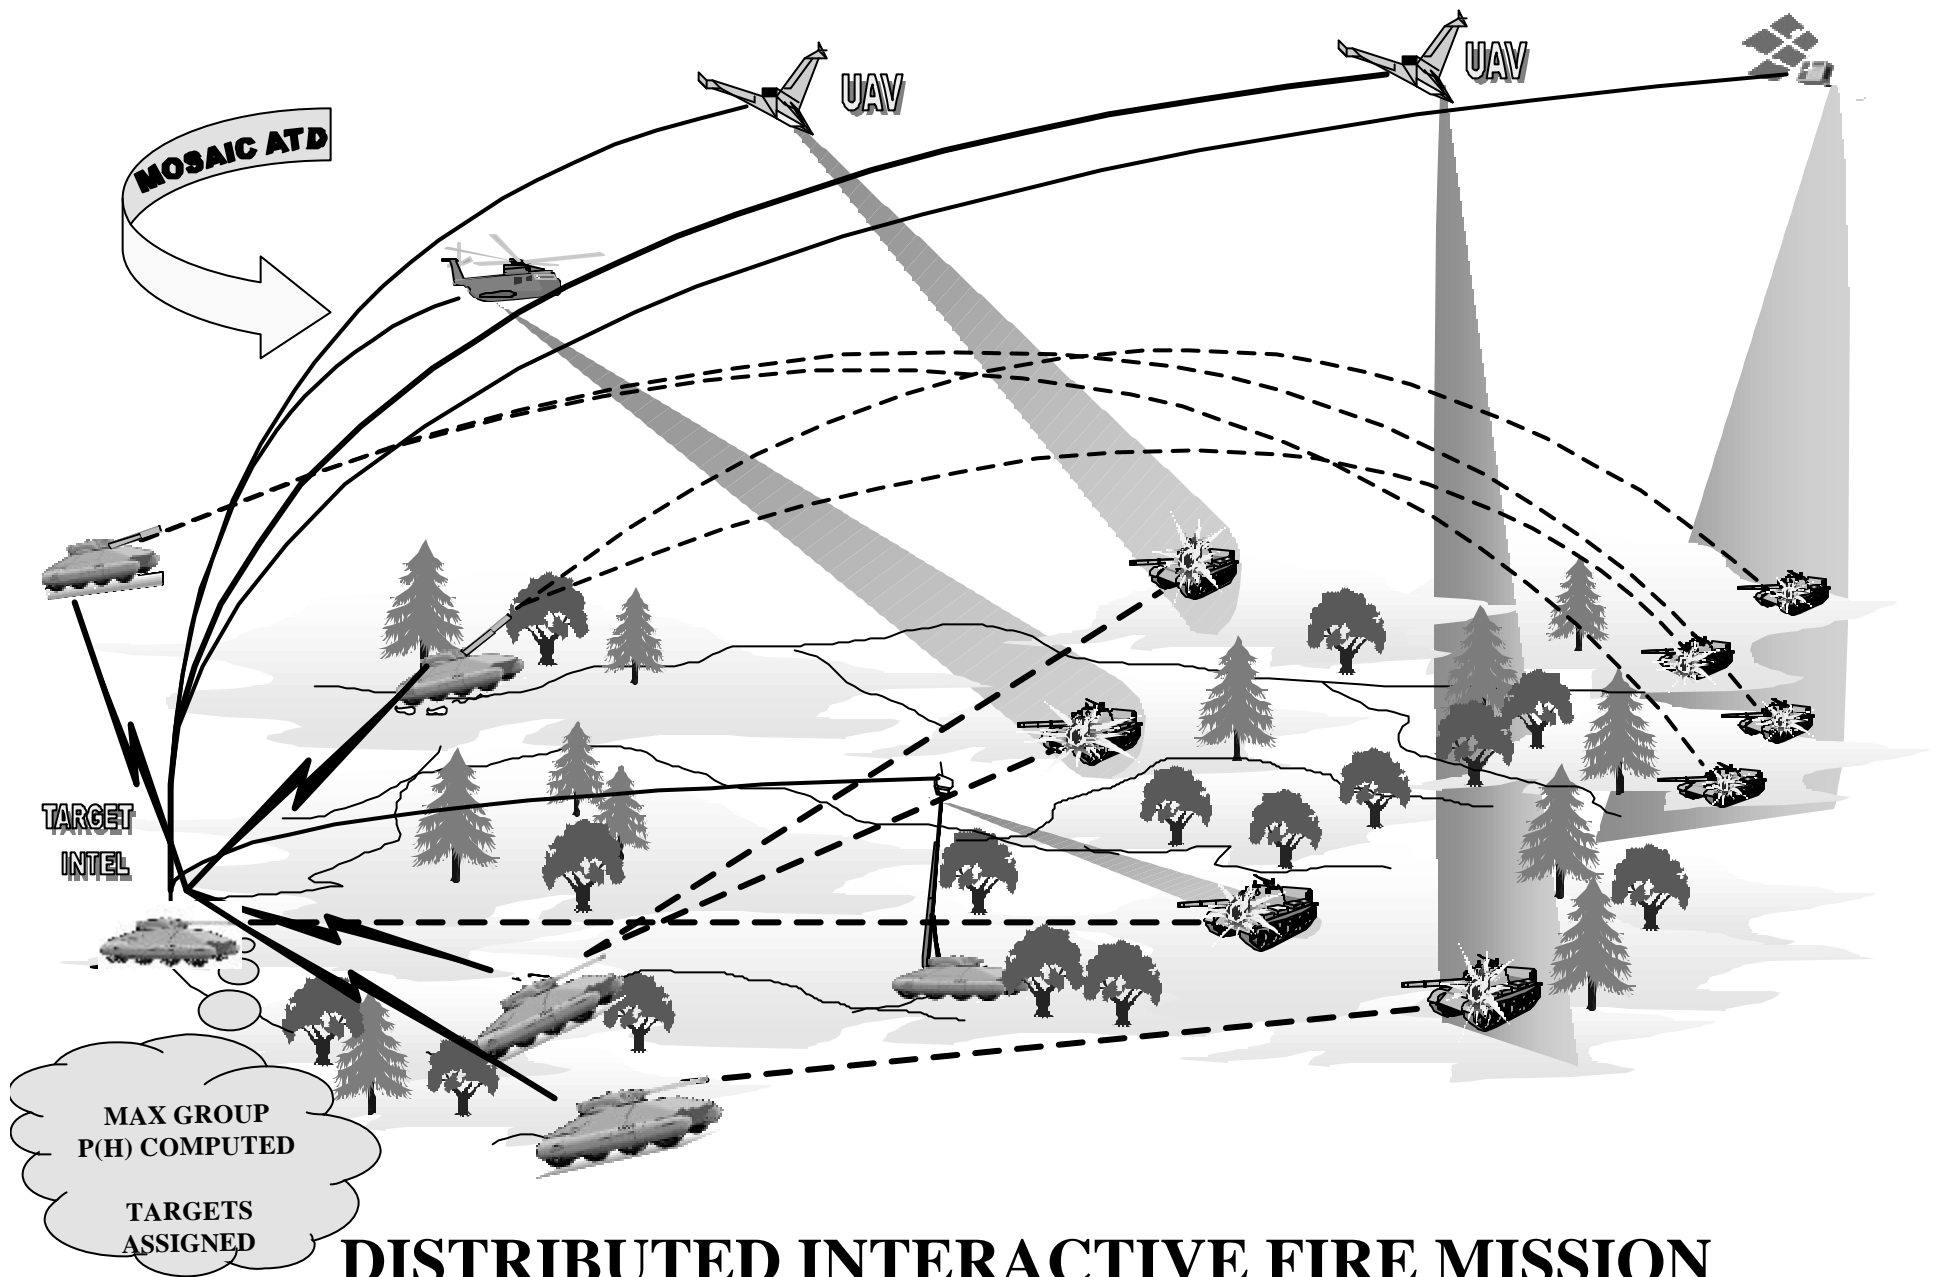 UAV
UAV
MOSAIC ATD
TARGET
INTEL
MAX GROUP
P(H) COMPUTED
TARGETS
ASSIGNED
DISTRIBUTED INTERACTIVE FIRE MISSION